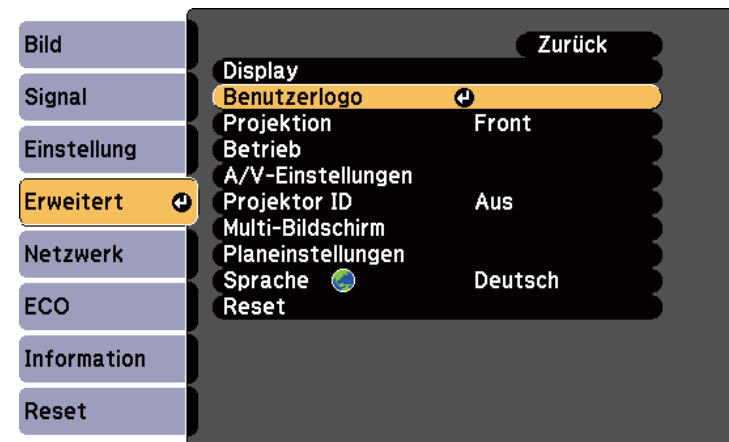 Bild
Signal
Einstellung
Erweitert
Netzwerk
ECO
Information
Reset
Zurück
Display
Benutzerlogo
Projektion Front
Betrieb
A/V-Einstellungen
Projektor ID Aus
Multi-Bildschirm
Planeinstellungen
Sprache Deutsch
Reset